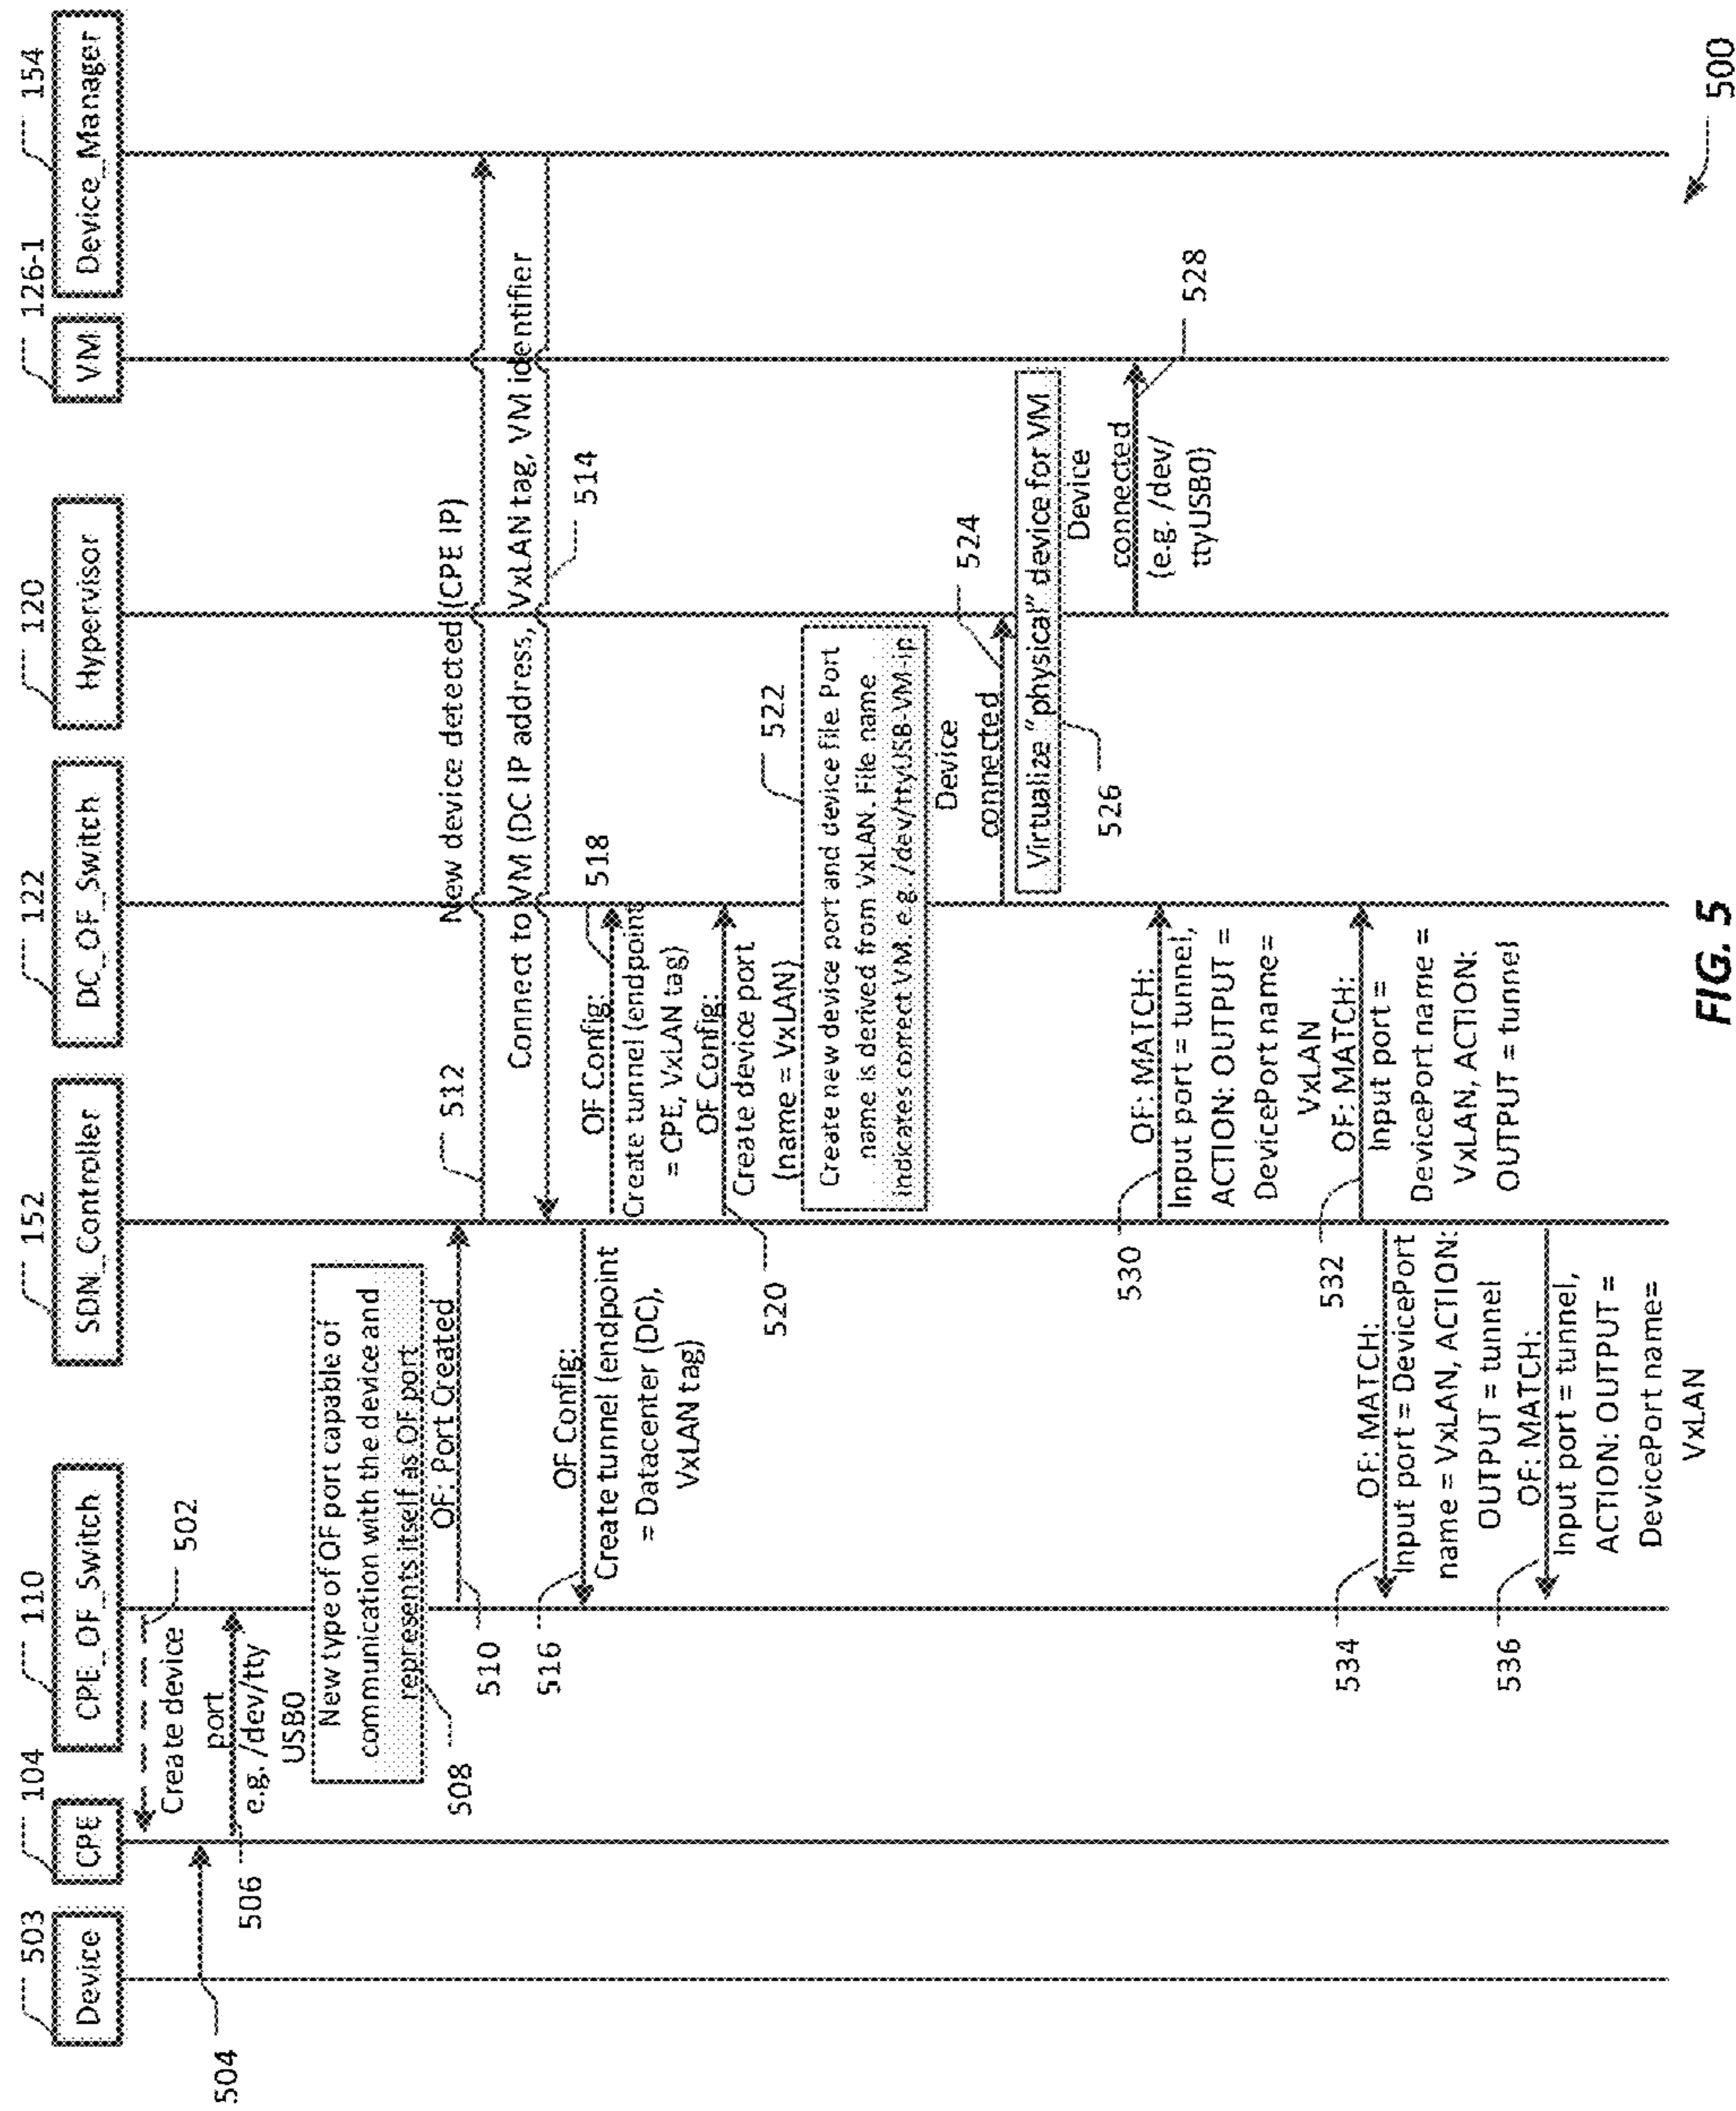 503
104
110
152
122
120
126-1
154
Device
CPE
CPE_OF_Switch
SDN_Controller
DC_OF_Switch
Hypervisor
VM
Device_Manager
502
Create device
port
504
506
e.g. /dev/tty
USB0
New type of OF port capable of
communication with the device and
represents itself as OF port
508
OF: Port Created
510
512
New device detected (CPE IP)
Connect to VM (DC IP address, VxLAN tag, VM identifier
514
OF Config:
Create tunnel (endpoint
= Datacenter (DC),
VxLAN tag)
516
OF Config:
518
Create tunnel (endpoint
= CPE, VxLAN tag)
OF Config:
Create device port
(name = VxLAN)
520
522
Create new device port and device file. Port
name is derived from VxLAN. File name
indicates correct VM. e.g. /dev/ttyUSB-VM-ip
Device
connected
524
Virtualize "physical" device for VM
526
Device
connected
(e.g. /dev/
ttyUSB0)
528
530
OF: MATCH:
Input port = tunnel,
ACTION: OUTPUT =
DevicePort name=
VxLAN
532
OF: MATCH:
Input port =
DevicePort name =
VxLAN, ACTION:
OUTPUT = tunnel
534
OF: MATCH:
Input port = DevicePort
name = VxLAN, ACTION:
OUTPUT = tunnel
536
OF: MATCH:
Input port = tunnel,
ACTION: OUTPUT =
DevicePort name=
VxLAN
500
FIG. 5